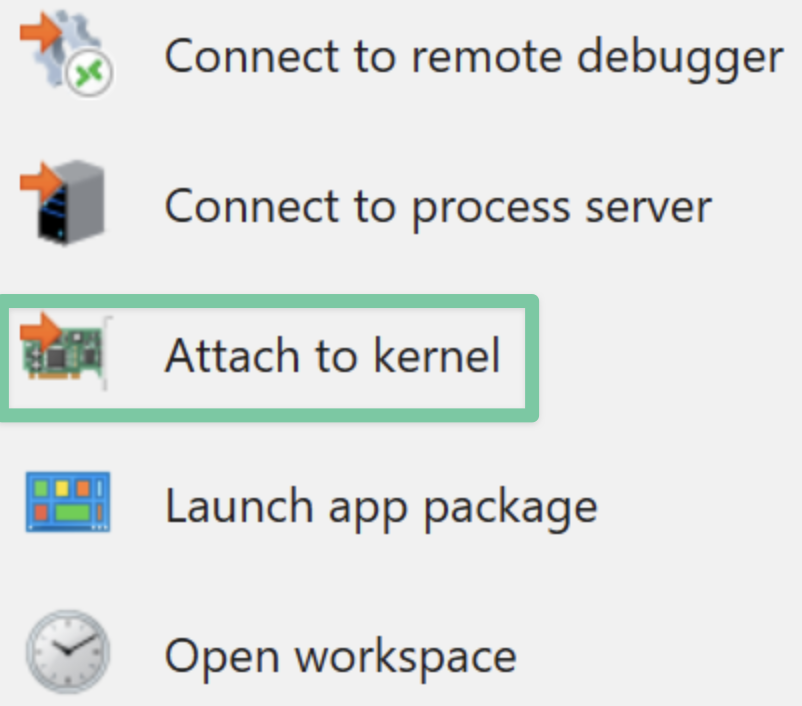 Connect to remote debugger
Connect to process server
Attach to kernel
Launch app package
Open workspace